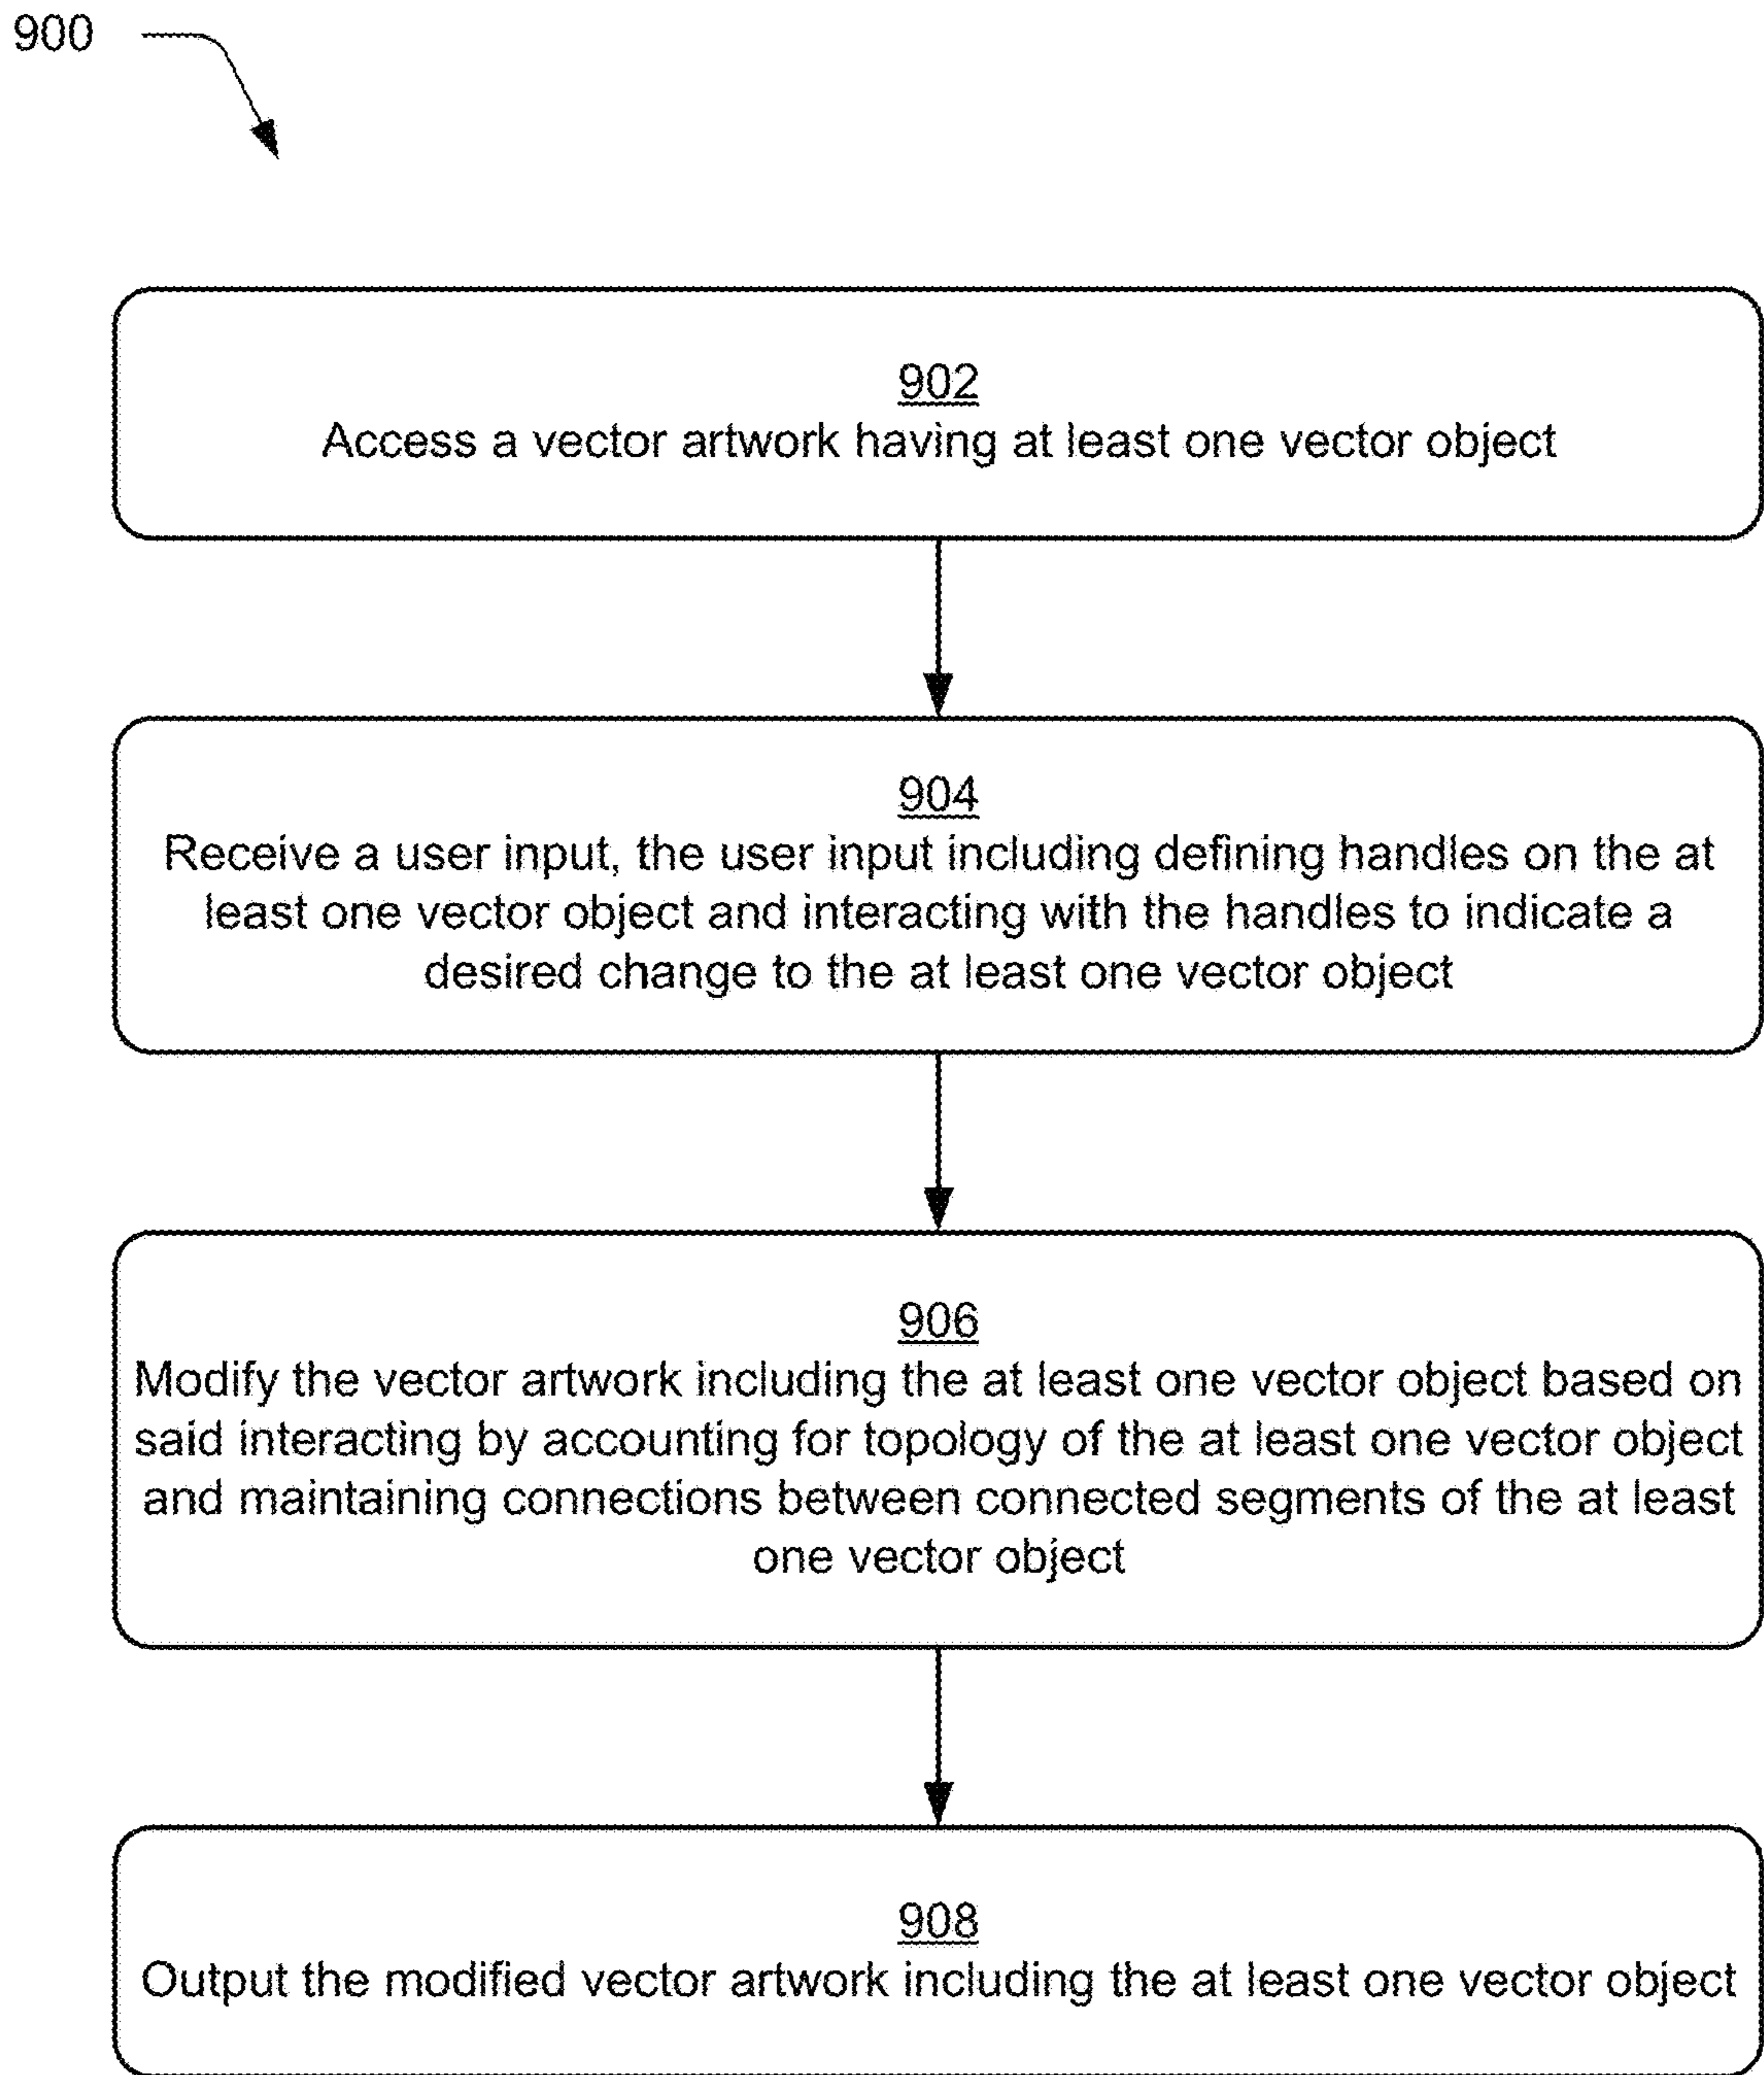 900
902
Access a vector artwork having at least one vector object
904
Receive a user input, the user input including defining handles on the at
least one vector object and interacting with the handles to indicate a
desired change to the at least one vector object
906
Modify the vector artwork including the at least one vector object based on
said interacting by accounting for topology of the at least one vector object
and maintaining connections between connected segments of the at least
one vector object
908
Output the modified vector artwork including the at least one vector object